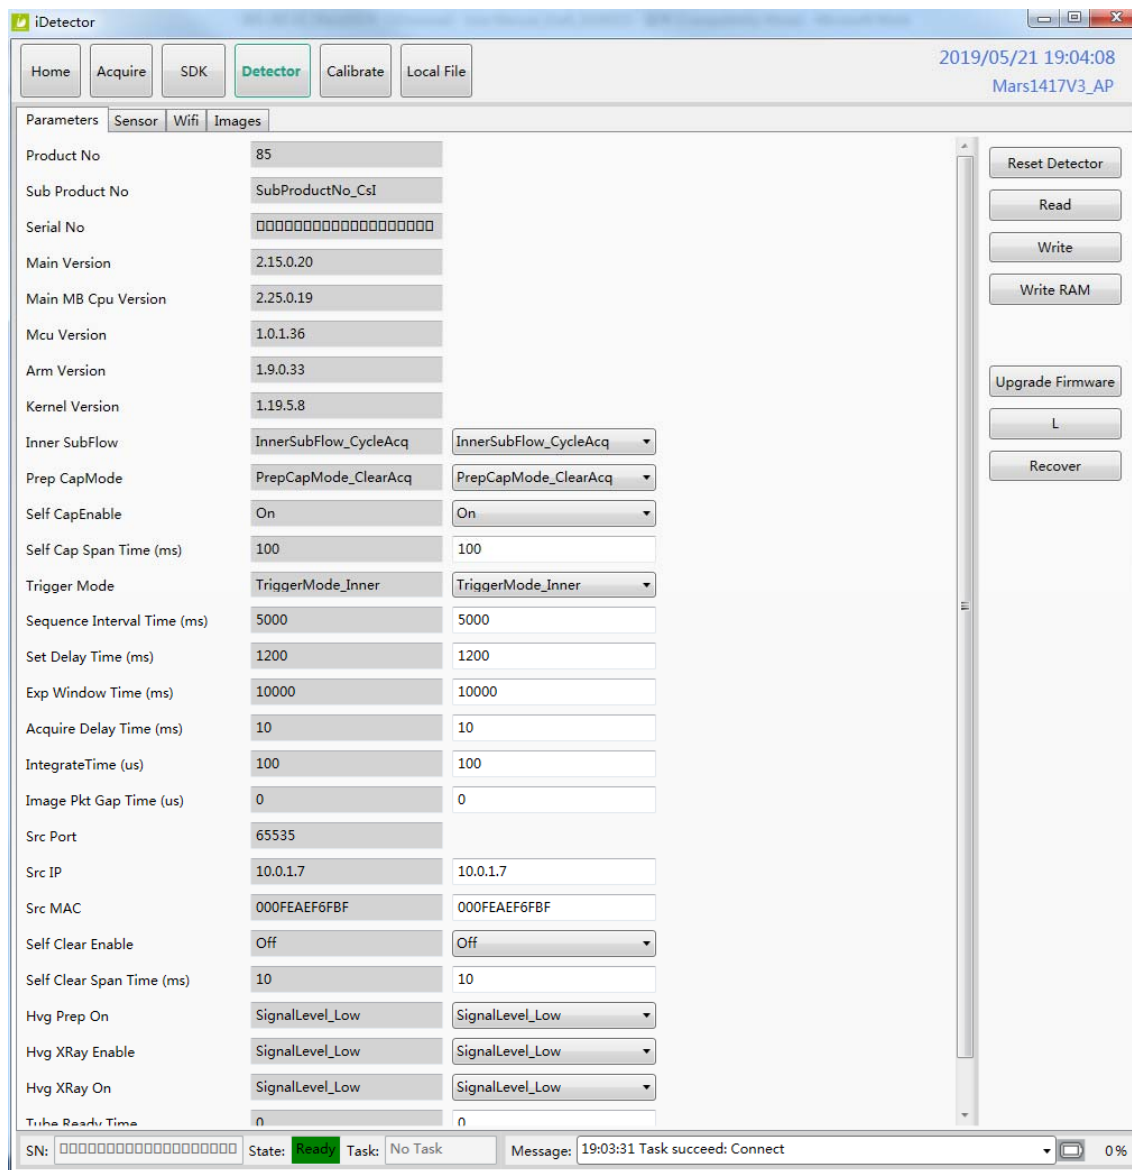 iDetector
Home Acquire SDK Detector Calibrate Local File
2019/05/21 19:04:08
Mars1417V3_AP
Parameters Sensor Wifi Images
Product No 85
Sub Product No SubProductNo_CsI
Serial No
Main Version 2.15.0.20
Main MB Cpu Version 2.25.0.19
Mcu Version 1.0.1.36
Arm Version 1.9.0.33
Kernel Version 1.19.5.8
Inner SubFlow InnerSubFlow_CycleAcq InnerSubFlow_CycleAcq
Prep CapMode PrepCapMode_ClearAcq PrepCapMode_ClearAcq
Self CapEnable On On
Self Cap Span Time (ms) 100 100
Trigger Mode TriggerMode_Inner TriggerMode_Inner
Sequence Interval Time (ms) 5000 5000
Set Delay Time (ms) 1200 1200
Exp Window Time (ms) 10000 10000
Acquire Delay Time (ms) 10 10
IntegrateTime (us) 100 100
Image Pkt Gap Time (us) 0 0
Src Port 65535
Src IP 10.0.1.7 10.0.1.7
Src MAC 000FEAEF6FBF 000FEAEF6FBF
Self Clear Enable Off Off
Self Clear Span Time (ms) 10 10
Hvg Prep On SignalLevel_Low SignalLevel_Low
Hvg XRay Enable SignalLevel_Low SignalLevel_Low
Hvg XRay On SignalLevel_Low SignalLevel_Low
Tube Ready Time 0 0
Reset Detector
Read
Write
Write RAM
Upgrade Firmware
L
Recover
SN: State: Ready Task: No Task Message: 19:03:31 Task succeed: Connect 0%